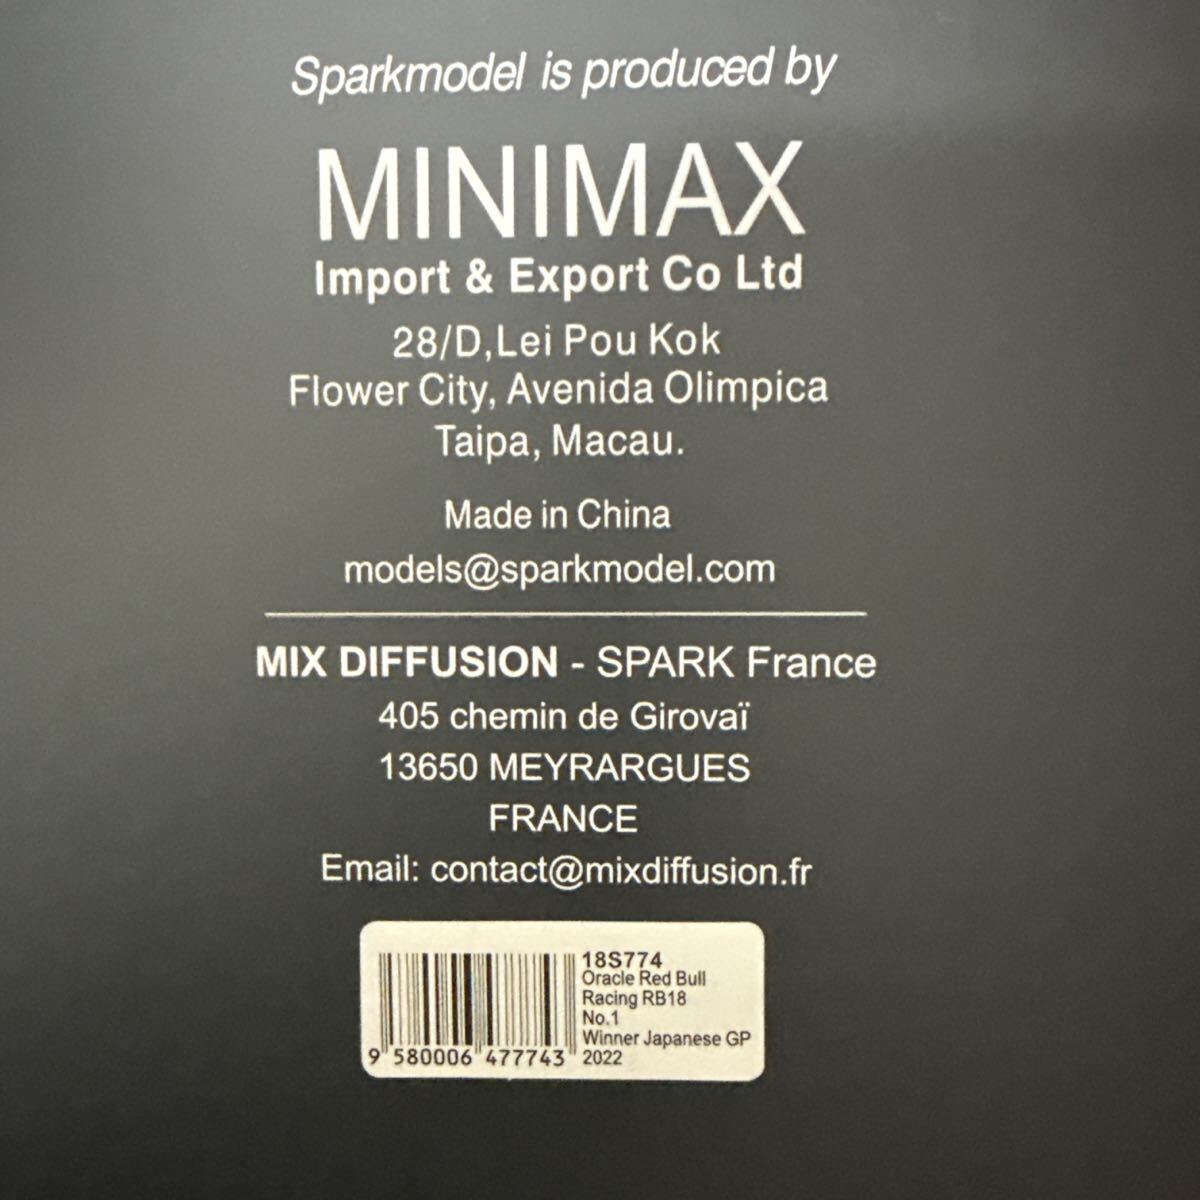 Sparkmodel is produced by
MINIMAX
Import & Export Co Ltd
28/D,Lei Pou Kok
Flower City, Avenida Olimpica
Taipa, Macau.
Made in China
models@sparkmodel.com
MIX DIFFUSION - SPARK France
405 chemin de Girovaï
13650 MEYRARGUES
FRANCE
Email: contact@mixdiffusion.fr
18S774
Oracle Red Bull
Racing RB18
No.1
Winner Japanese GP
2022
9 580006 477743